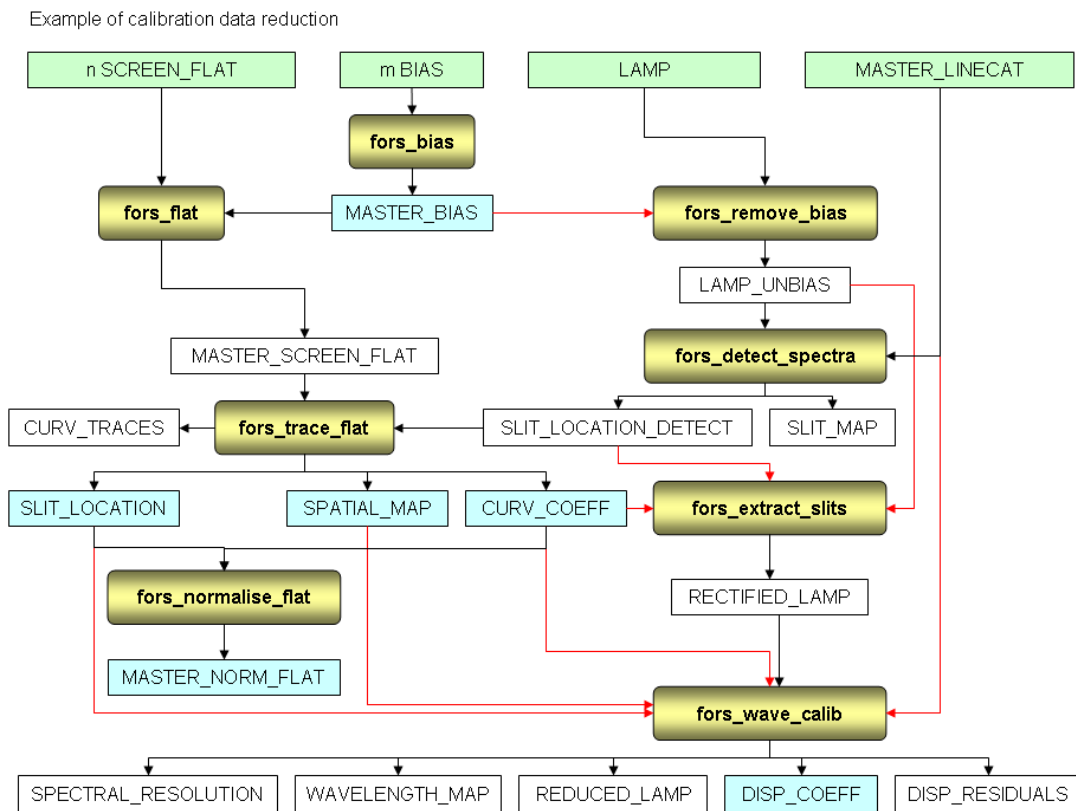 Example of calibration data reduction
n SCREEN_FLAT
m BIAS
LAMP
MASTER_LINECAT
fors_bias
fors_flat
MASTER_BIAS
fors_remove_bias
LAMP_UNBIAS
MASTER_SCREEN_FLAT
fors_detect_spectra
CURV_TRACES
fors_trace_flat
SLIT_LOCATION_DETECT
SLIT_MAP
SLIT_LOCATION
SPATIAL_MAP
CURV_COEFF
fors_extract_slits
fors_normalise_flat
RECTIFIED_LAMP
MASTER_NORM_FLAT
fors_wave_calib
SPECTRAL_RESOLUTION
WAVELENGTH_MAP
REDUCED_LAMP
DISP_COEFF
DISP_RESIDUALS